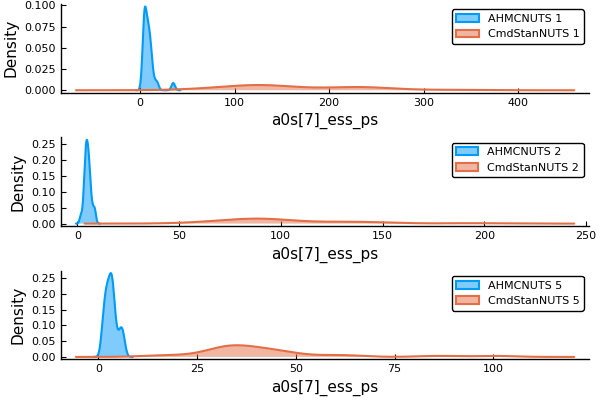 0.100
0.075
0.050
0.025
0.000
Density
AHMCNUTS 1
CmdStanNUTS 1
0 100 200 300 400
a0s[7]_ess_ps
0.25
0.20
0.15
0.10
0.05
0.00
Density
AHMCNUTS 2
CmdStanNUTS 2
0 50 100 150 200 250
a0s[7]_ess_ps
0.25
0.20
0.15
0.10
0.05
0.00
Density
AHMCNUTS 5
CmdStanNUTS 5
0 25 50 75 100
a0s[7]_ess_ps